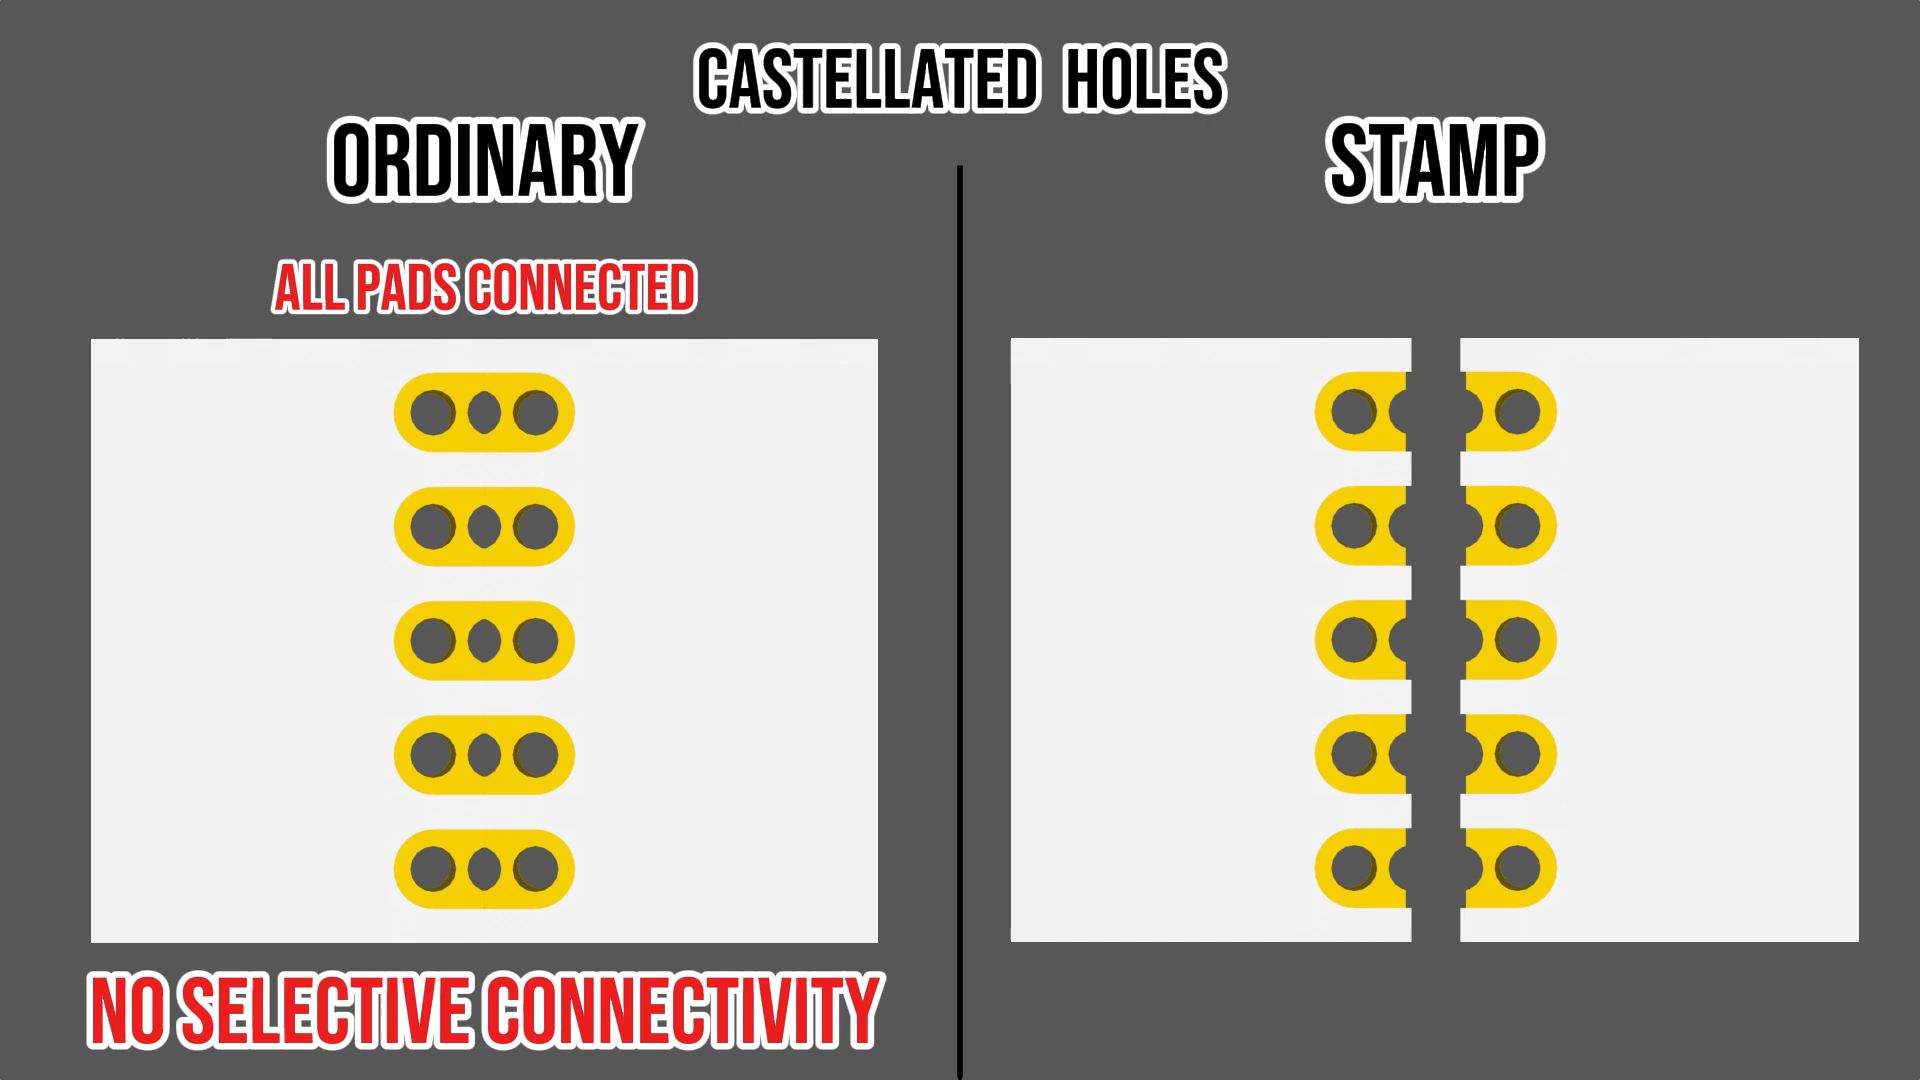 CASTELLATED HOLES
ORDINARY
STAMP
ALL PADS CONNECTED
NO SELECTIVE CONNECTIVITY